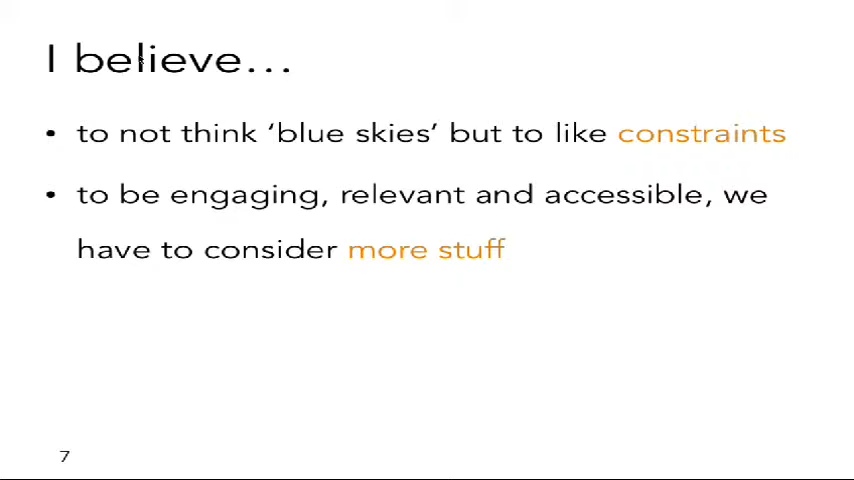 I believe...
• to not think ‘blue skies’ but to like constraints
• to be engaging, relevant and accessible, we
have to consider more stuff
7